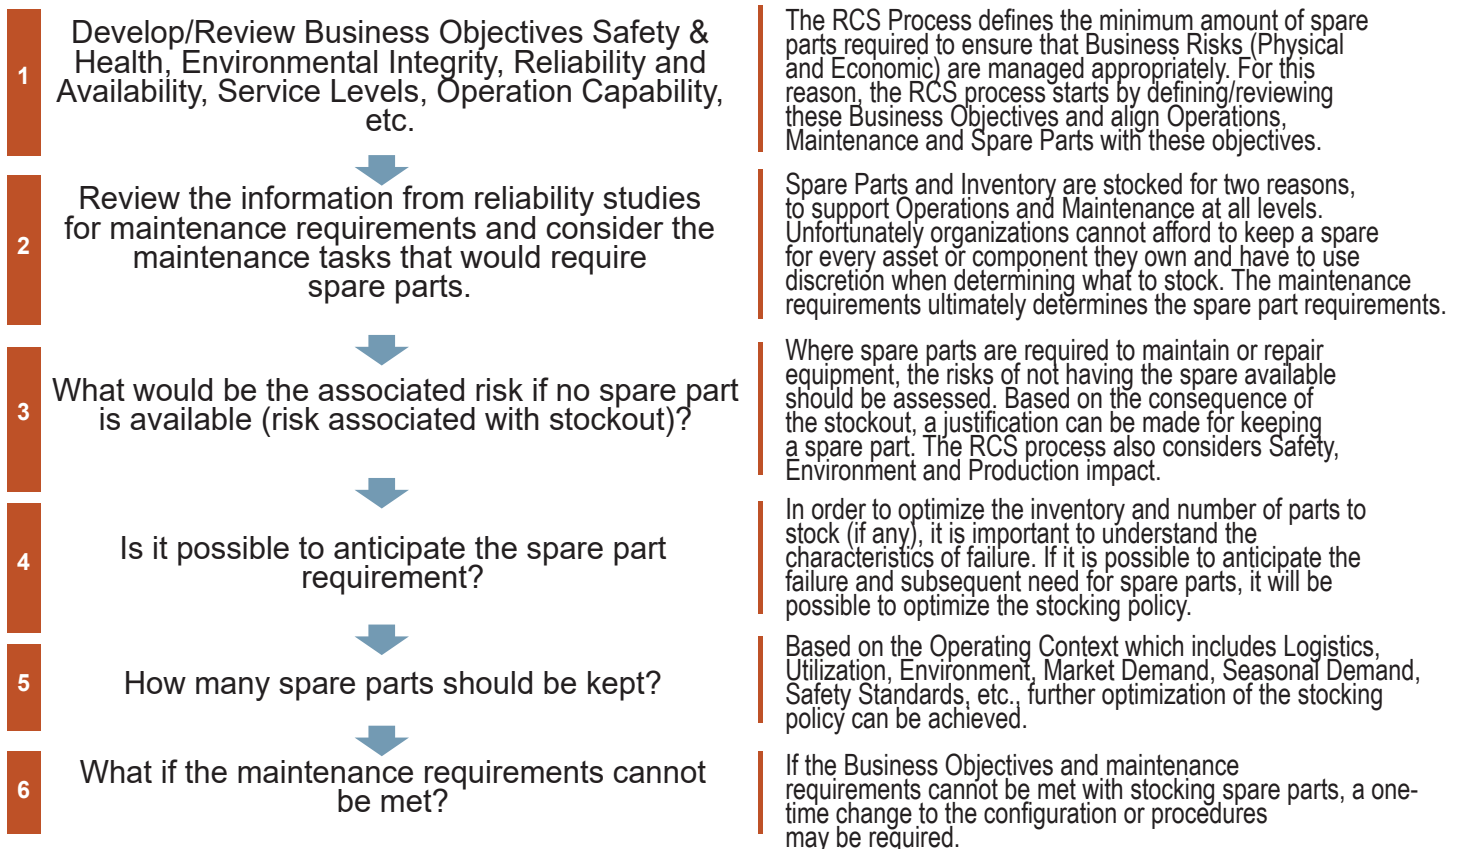 1
Develop/Review Business Objectives Safety &
Health, Environmental Integrity, Reliability and
Availability, Service Levels, Operation Capability,
etc.
The RCS Process defines the minimum amount of spare
parts required to ensure that Business Risks (Physical
and Economic) are managed appropriately. For this
reason, the RCS process starts by defining/reviewing
these Business Objectives and align Operations,
Maintenance and Spare Parts with these objectives.
2
Review the information from reliability studies
for maintenance requirements and consider the
maintenance tasks that would require
spare parts.
Spare Parts and Inventory are stocked for two reasons,
to support Operations and Maintenance at all levels.
Unfortunately organizations cannot afford to keep a spare
for every asset or component they own and have to use
discretion when determining what to stock. The maintenance
requirements ultimately determines the spare part requirements.
3
What would be the associated risk if no spare part
is available (risk associated with stockout)?
Where spare parts are required to maintain or repair
equipment, the risks of not having the spare available
should be assessed. Based on the consequence of
the stockout, a justification can be made for keeping
a spare part. The RCS process also considers Safety,
Environment and Production impact.
4
Is it possible to anticipate the spare part
requirement?
In order to optimize the inventory and number of parts to
stock (if any), it is important to understand the
characteristics of failure. If it is possible to anticipate the
failure and subsequent need for spare parts, it will be
possible to optimize the stocking policy.
5
How many spare parts should be kept?
Based on the Operating Context which includes Logistics,
Utilization, Environment, Market Demand, Seasonal Demand,
Safety Standards, etc., further optimization of the stocking
policy can be achieved.
6
What if the maintenance requirements cannot
be met?
If the Business Objectives and maintenance
requirements cannot be met with stocking spare parts, a one-
time change to the configuration or procedures
may be required.